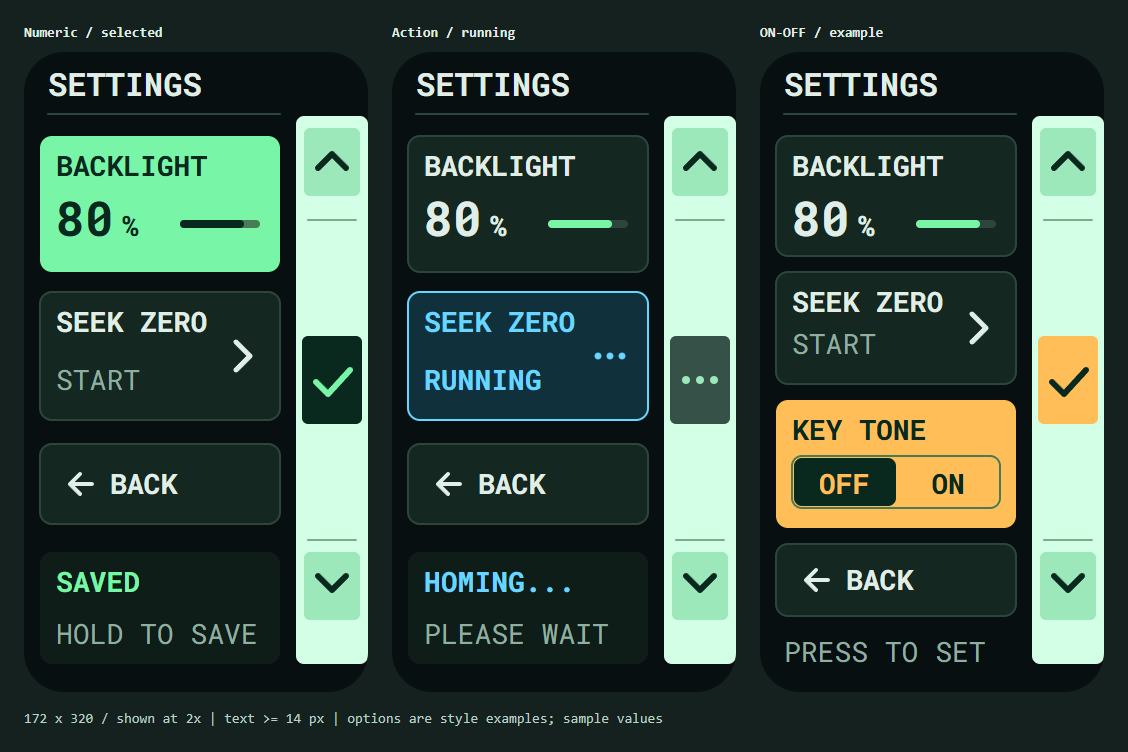 Numeric / selected
SETTINGS
BACKLIGHT
80 %
SEEK ZERO
START
BACK
SAVED
HOLD TO SAVE
Action / running
SETTINGS
BACKLIGHT
80 %
SEEK ZERO
RUNNING
BACK
HOMING...
PLEASE WAIT
ON-OFF / example
SETTINGS
BACKLIGHT
80 %
SEEK ZERO
START
KEY TONE
OFF ON
BACK
PRESS TO SET
172 x 320 / shown at 2x | text >= 14 px | options are style examples; sample values